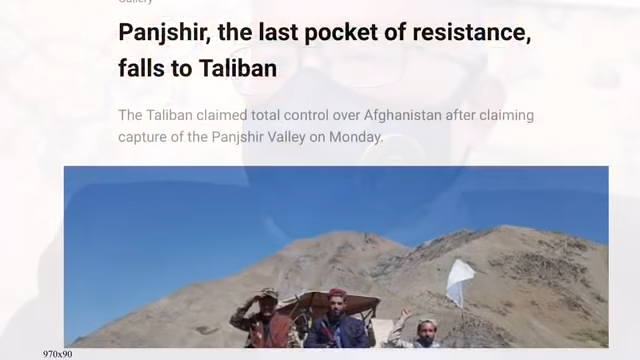 Gallery
Panjshir, the last pocket of resistance,
falls to Taliban
The Taliban claimed total control over Afghanistan after claiming
capture of the Panjshir Valley on Monday.
970x90